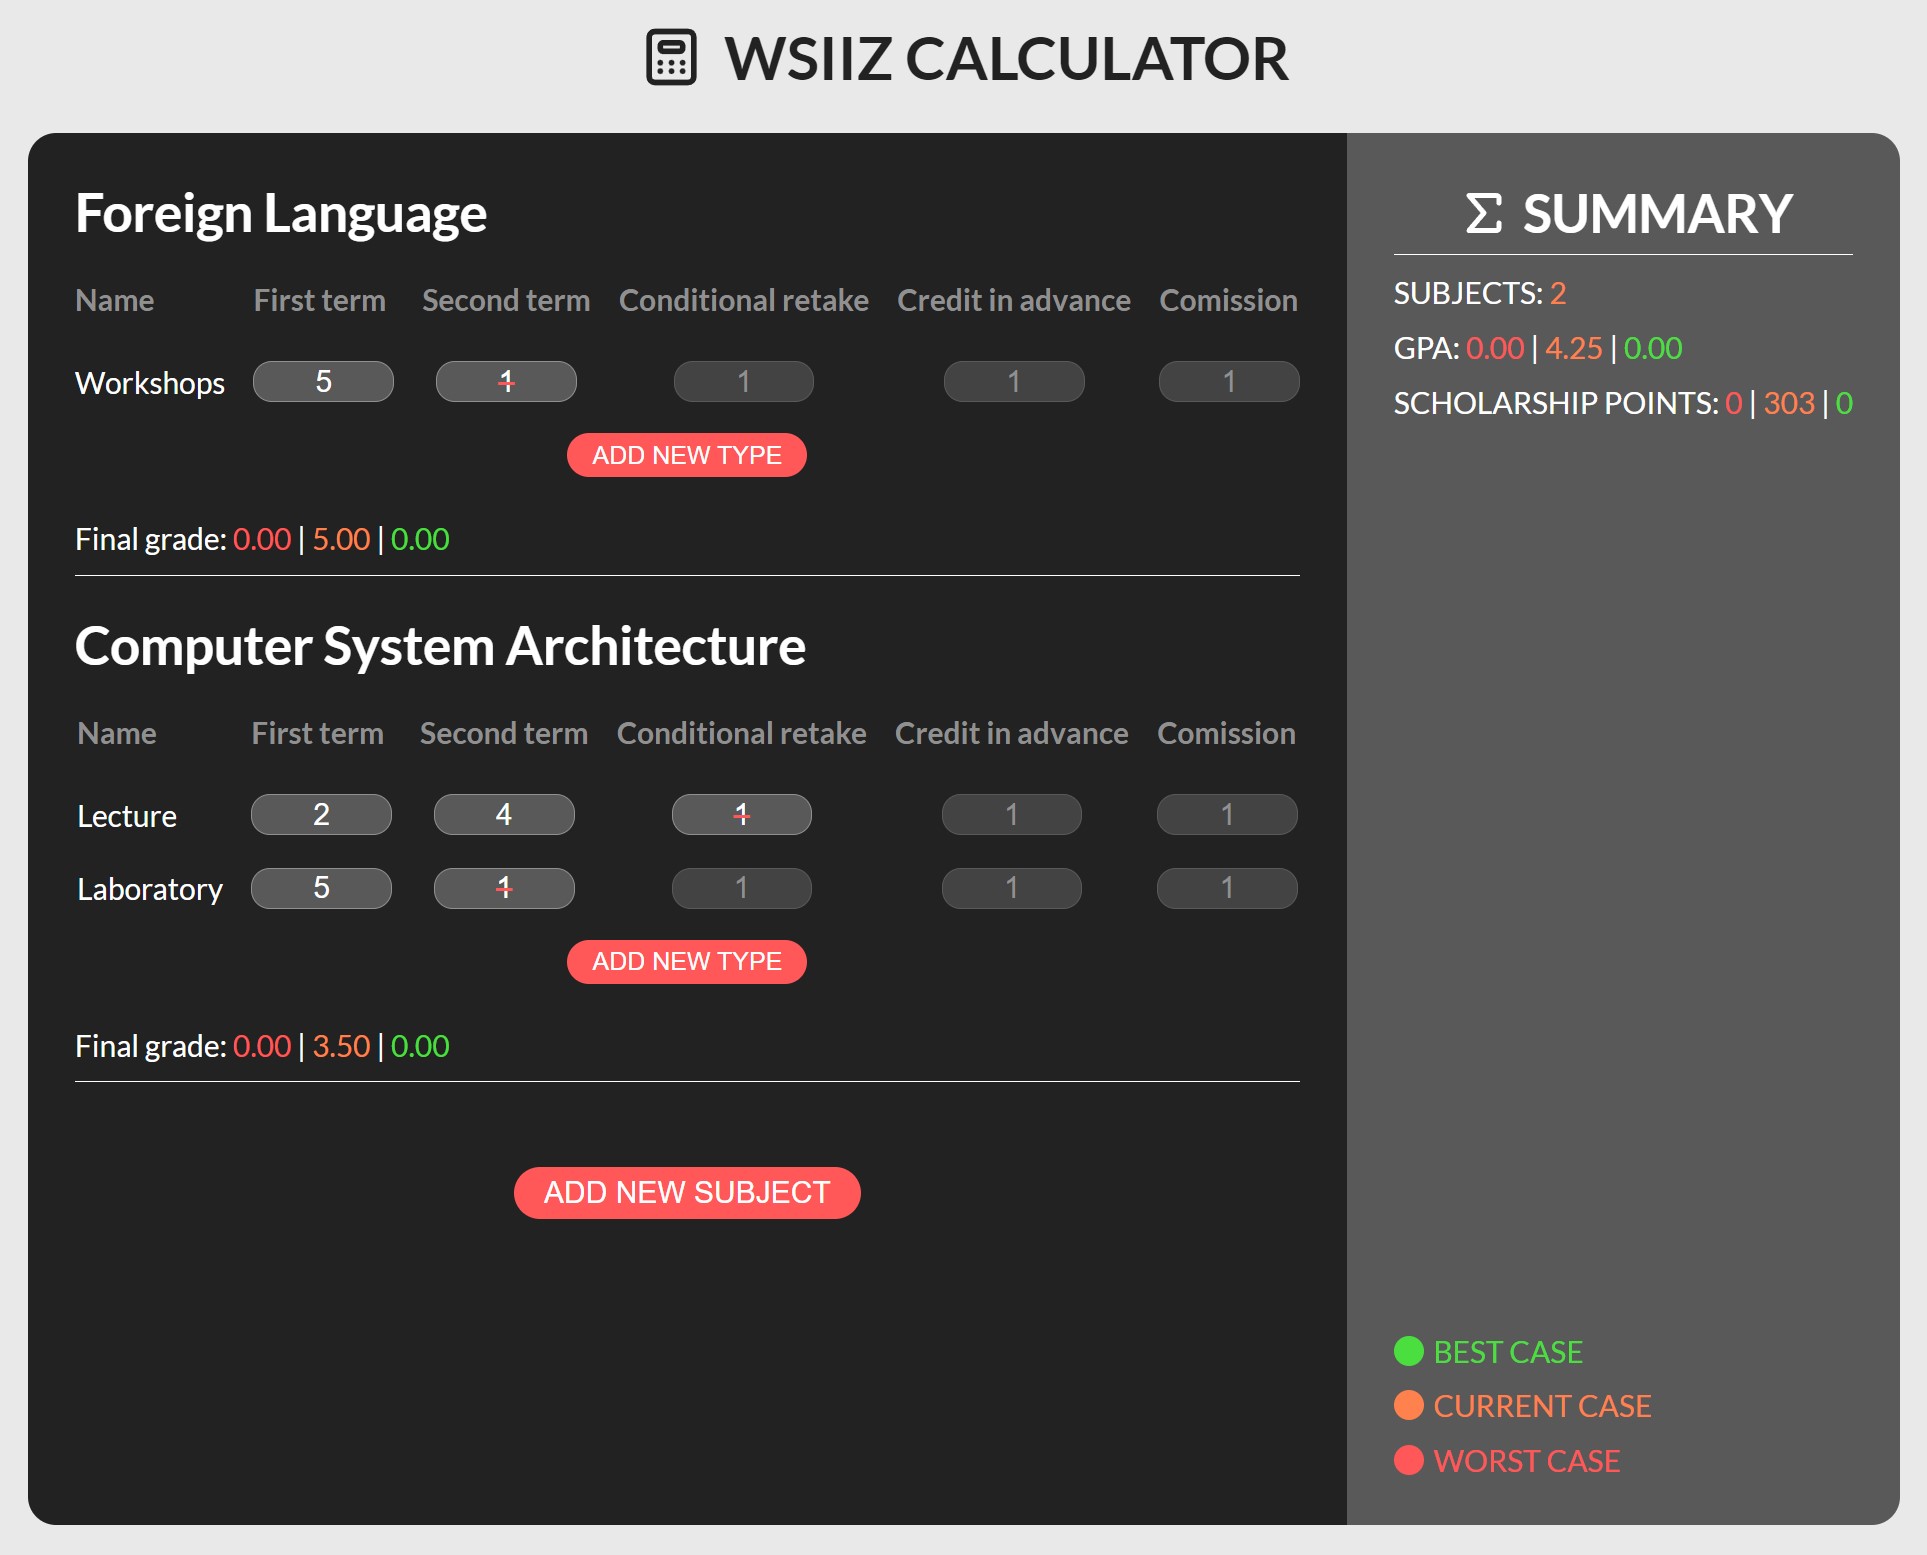 WSIIZ CALCULATOR
Foreign Language
Name First term Second term Conditional retake Credit in advance Comission
Workshops 5 1 1 1 1
ADD NEW TYPE
Final grade: 0.00 | 5.00 | 0.00
Computer System Architecture
Name First term Second term Conditional retake Credit in advance Comission
Lecture 2 4 1 1 1
Laboratory 5 1 1 1 1
ADD NEW TYPE
Final grade: 0.00 | 3.50 | 0.00
ADD NEW SUBJECT
Σ SUMMARY
SUBJECTS: 2
GPA: 0.00 | 4.25 | 0.00
SCHOLARSHIP POINTS: 0 | 303 | 0
BEST CASE
CURRENT CASE
WORST CASE